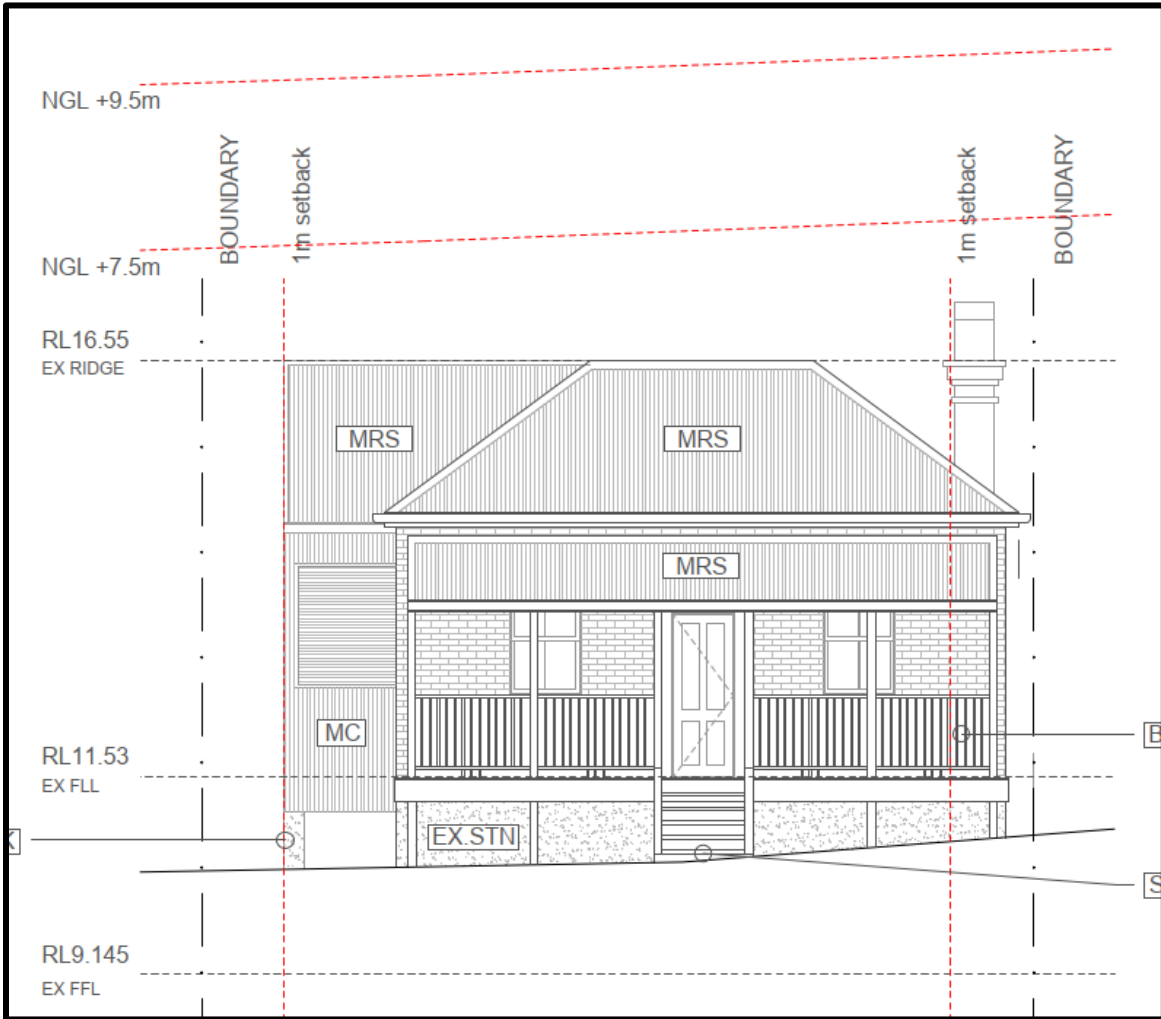 NGL +9.5m
BOUNDARY
1m setback
1m setback
BOUNDARY
NGL +7.5m
RL16.55
EX RIDGE
MRS
MRS
MRS
MC
B
RL11.53
EX FLL
EX.STN
S
RL9.145
EX FFL